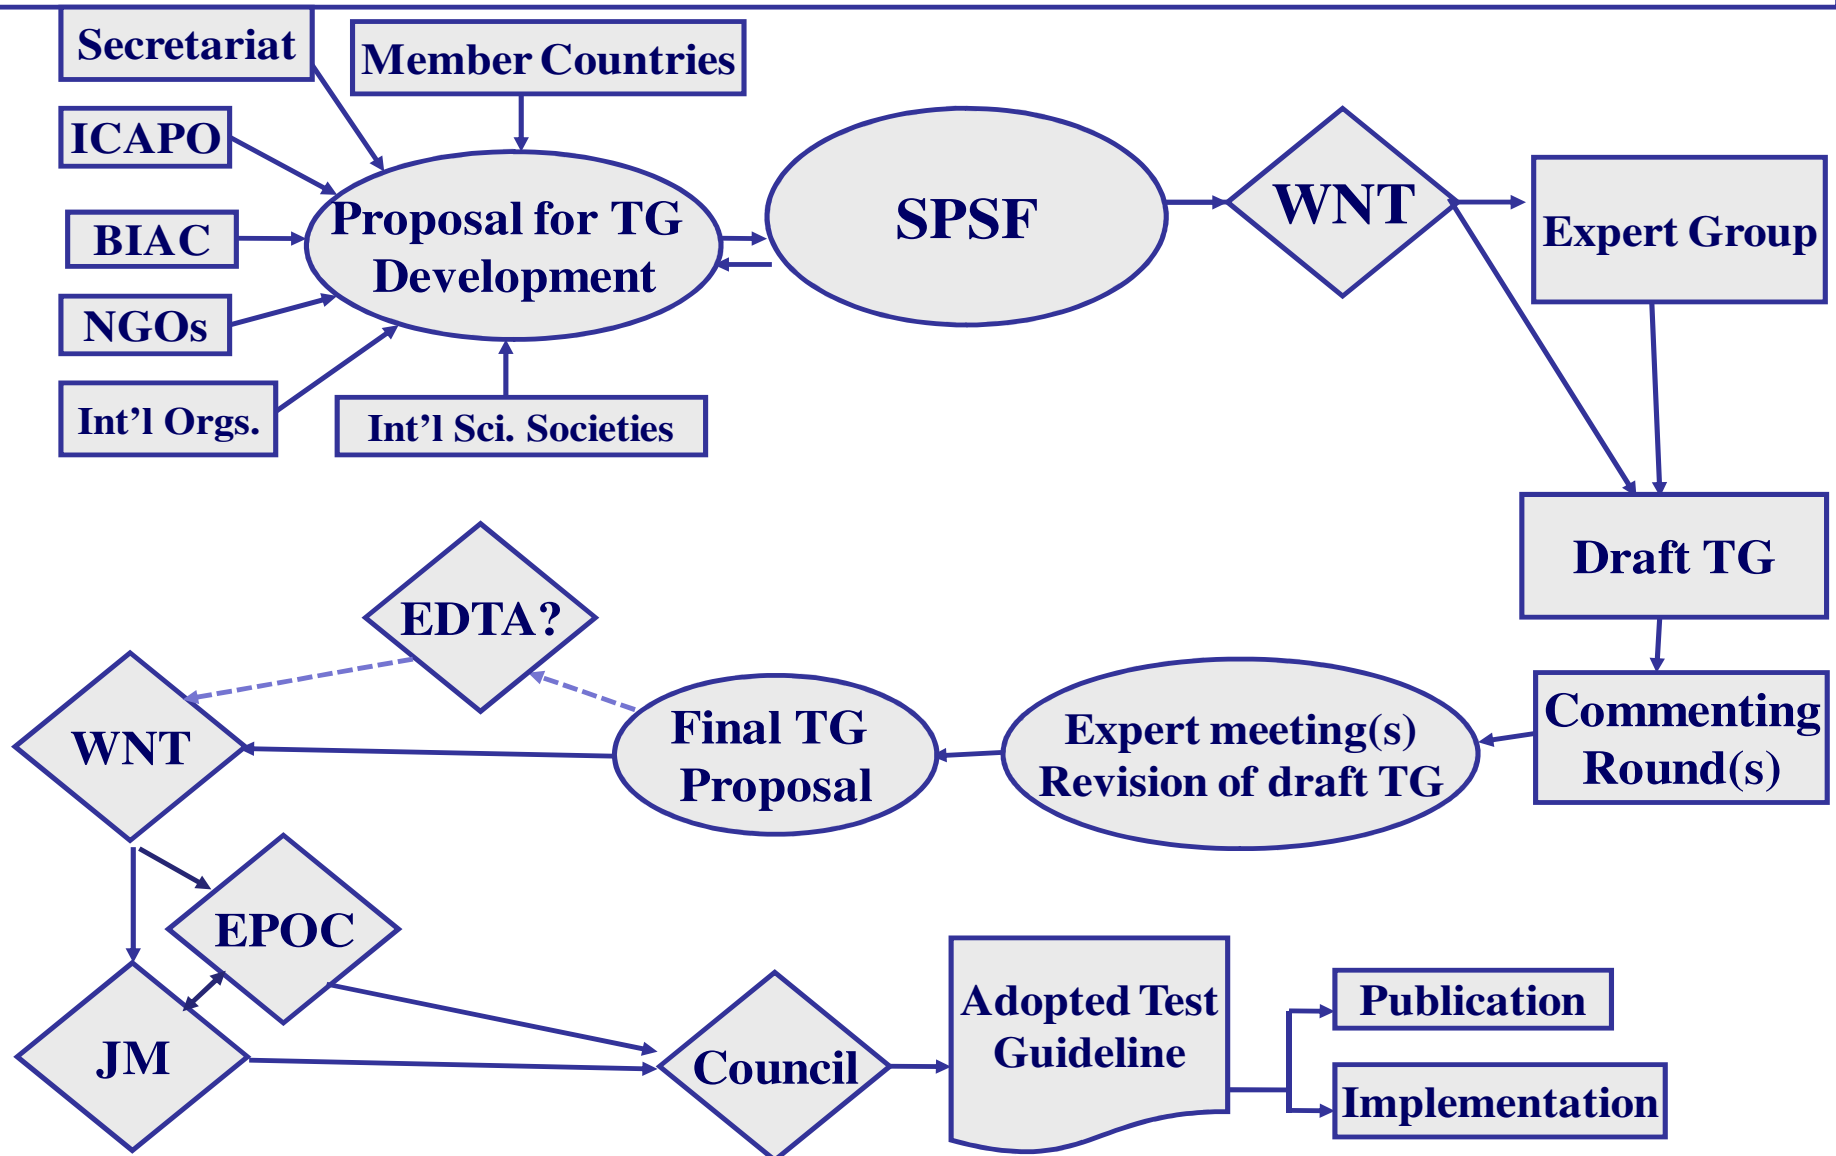 Secretariat
Member Countries
ICAPO
BIAC
NGOs
Int’l Orgs.
Int’l Sci. Societies
Proposal for TG
Development
SPSF
WNT
Expert Group
Draft TG
Commenting
Round(s)
Expert meeting(s)
Revision of draft TG
Final TG
Proposal
EDTA?
WNT
EPOC
JM
Council
Adopted Test
Guideline
Publication
Implementation